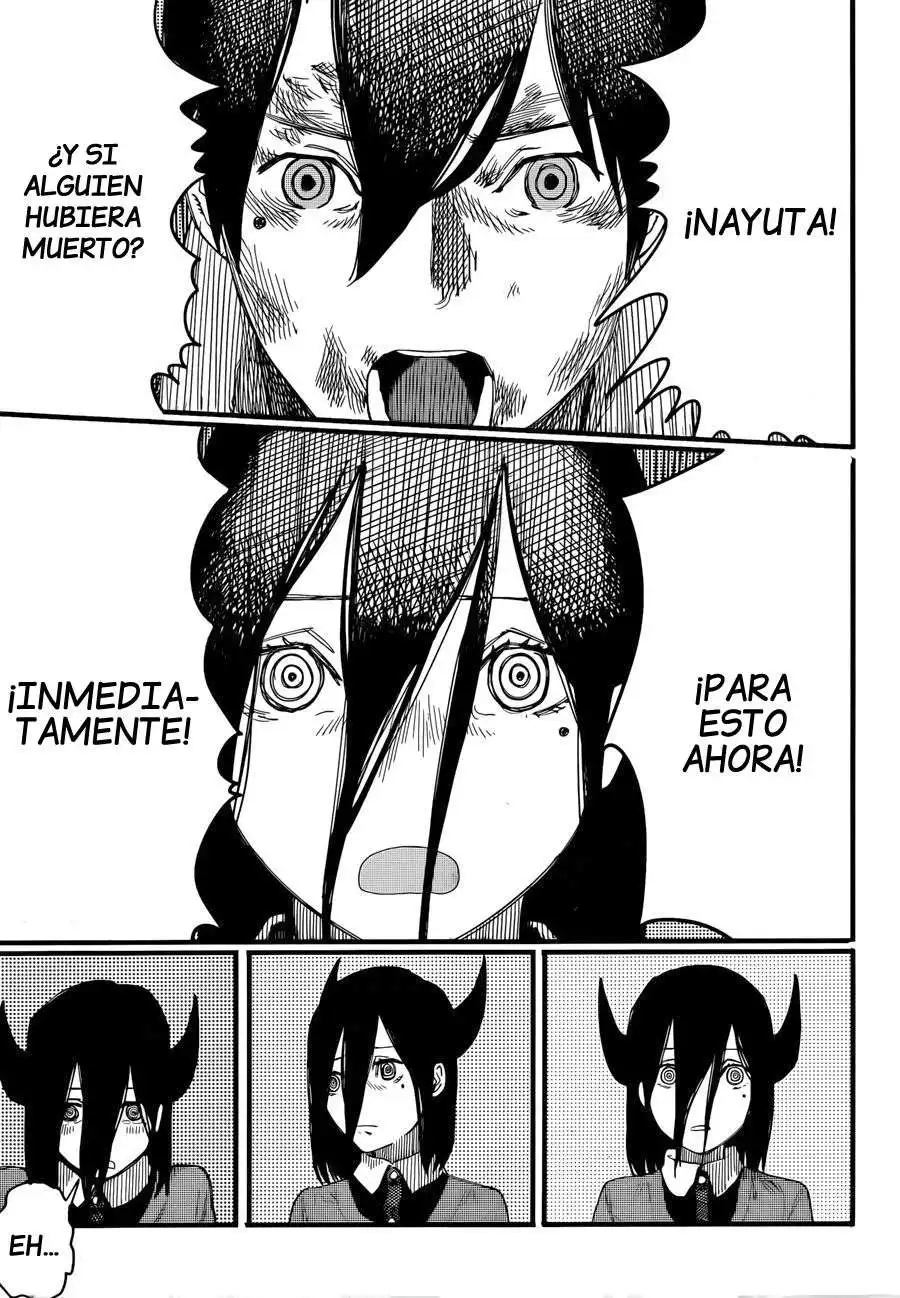 ¡NAYUTA!
¿Y SI
ALGUIEN
HUBIERA
MUERTO?
¡PARA
ESTO
AHORA!
¡INMEDIA-
TAMENTE!
EH...